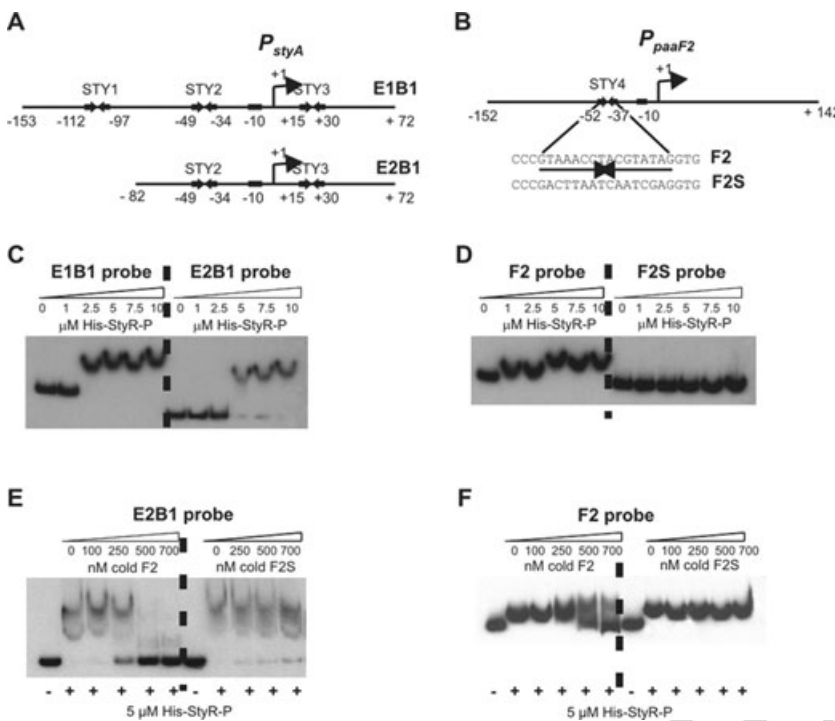 A
P styA
+1
STY1 STY2 STY3 E1B1
-153 -112 -97 -49 -34 -10 +15 +30 + 72
+1
STY2 STY3 E2B1
- 82 -49 -34 -10 +15 +30 + 72
B
P paaF2
+1
STY4
-152 -52 -37 -10 + 142
CCCGTAAACGTACGTATAGGTG F2
CCCGACTTAATCAATCGAGGTG F2S
C
E1B1 probe E2B1 probe
0 1 2.5 5 7.5 10 0 1 2.5 5 7.5 10
μM His-StyR-P μM His-StyR-P
D
F2 probe F2S probe
0 1 2.5 5 7.5 10 0 1 2.5 5 7.5 10
μM His-StyR-P μM His-StyR-P
E
E2B1 probe
0 100 250 500 700 0 250 500 700
nM cold F2 nM cold F2S
- + + + + + - + + + +
5 μM His-StyR-P
F
F2 probe
0 100 250 500 700 0 100 250 500 700
nM cold F2 nM cold F2S
- + + + + + - + + + + +
5 μM His-StyR-P